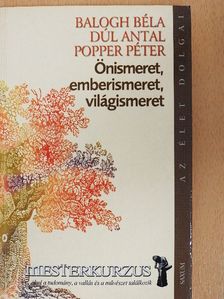 BALOGH BÉLA
DÚL ANTAL
POPPER PÉTER
Önismeret,
emberismeret,
világismeret
AZ ÉLET DOLGAI
MESTERKURZUS
ahol a tudomány, a vallás és a művészet találkozik
SAXUM